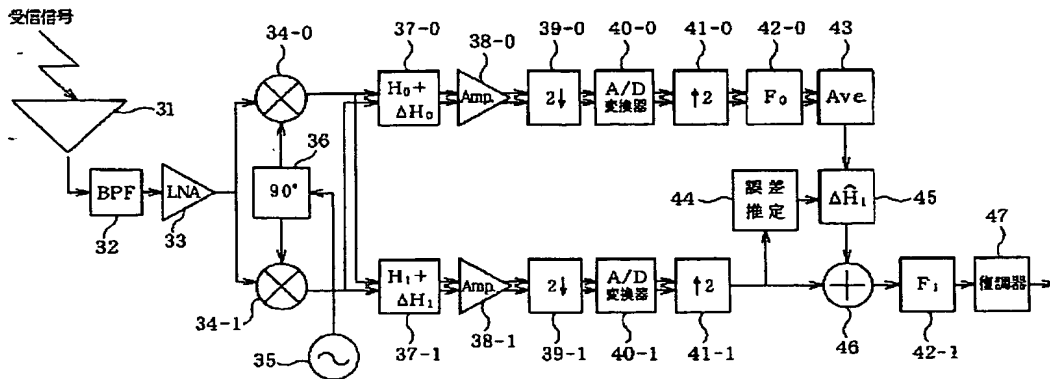 受信信号
31
BPF
32
LNA
33
34-0
34-1
90°
36
35
37-0
H₀+
ΔH₀
38-0
Amp.
39-0
2↓
40-0
A/D
変換器
41-0
↑2
42-0
F₀
43
Ave.
44
誤差
推定
ΔĤ₁
45
H₁+
ΔH₁
37-1
Amp.
38-1
2↓
39-1
A/D
変換器
40-1
↑2
41-1
46
F₁
42-1
47
復調器